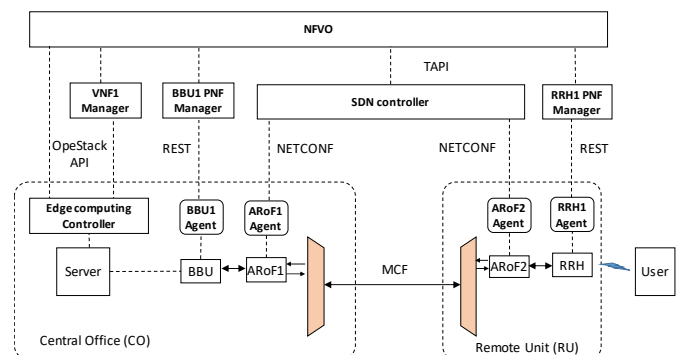 NFVO
TAPI
VNF1
Manager
BBU1 PNF
Manager
SDN controller
RRH1 PNF
Manager
OpeStack
API
REST
NETCONF
NETCONF
REST
Edge computing
Controller
BBU1
Agent
ARoF1
Agent
ARoF2
Agent
RRH1
Agent
Server
BBU
ARoF1
MCF
ARoF2
RRH
User
Central Office (CO)
Remote Unit (RU)